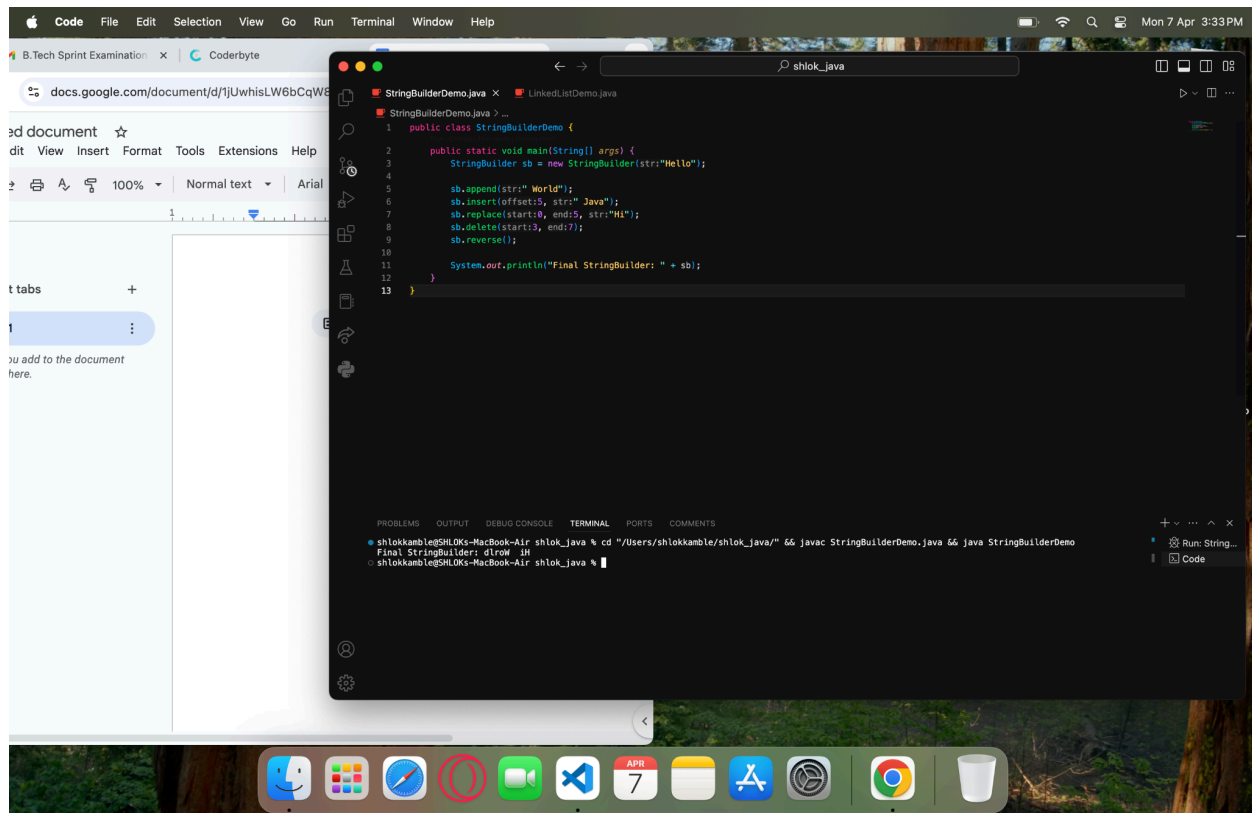 Code File Edit Selection View Go Run Terminal Window Help Mon 7 Apr 3:33 PM
B.Tech Sprint Examination × Coderbyte
docs.google.com/document/d/1jUwhisLW6bCqW8
ed document
dit View Insert Format Tools Extensions Help
100% Normal text Arial
1
t tabs +
1
ou add to the document
here.
shlok_java
StringBuilderDemo.java × LinkedListDemo.java
StringBuilderDemo.java > ...
1 public class StringBuilderDemo {
2 public static void main(String[] args) {
3 StringBuilder sb = new StringBuilder(str:"Hello");
4
5 sb.append(str:" World");
6 sb.insert(offset:5, str:" Java");
7 sb.replace(start:0, end:5, str:"Hi");
8 sb.delete(start:3, end:7);
9 sb.reverse();
10
11 System.out.println("Final StringBuilder: " + sb);
12 }
13 }
PROBLEMS OUTPUT DEBUG CONSOLE TERMINAL PORTS COMMENTS
shlokkamble@SHLOKs-MacBook-Air shlok_java % cd "/Users/shlokkamble/shlok_java/" && javac StringBuilderDemo.java && java StringBuilderDemo
Final StringBuilder: dlroW  iH
shlokkamble@SHLOKs-MacBook-Air shlok_java %
Run: String...
Code
APR
7